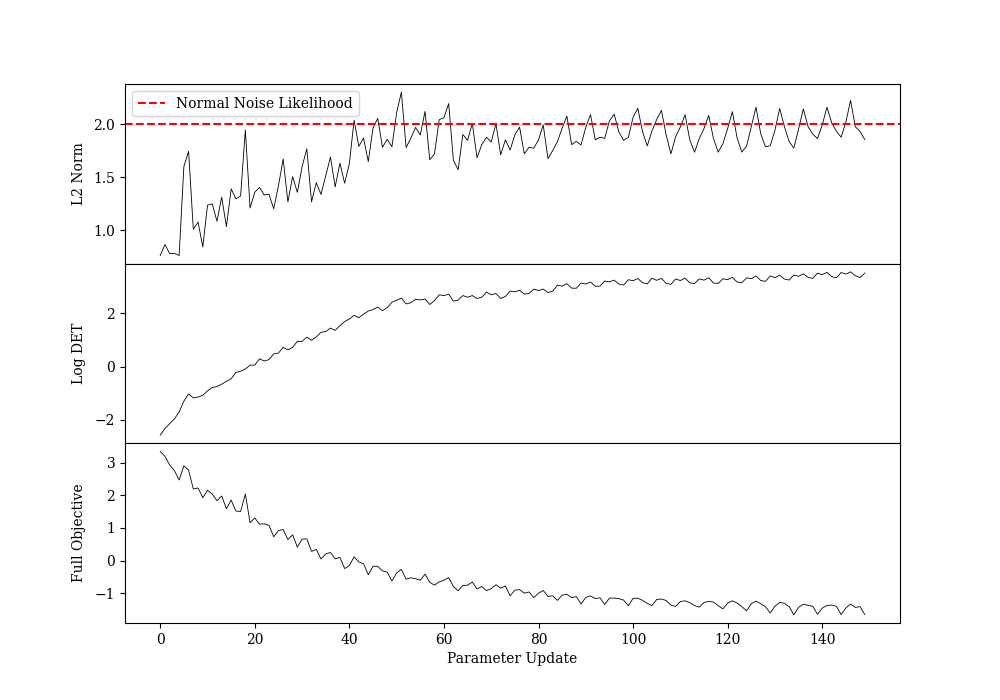 Normal Noise Likelihood
L2 Norm
2.0
1.5
1.0
Log DET
2
0
−2
Full Objective
3
2
1
0
−1
0 20 40 60 80 100 120 140
Parameter Update